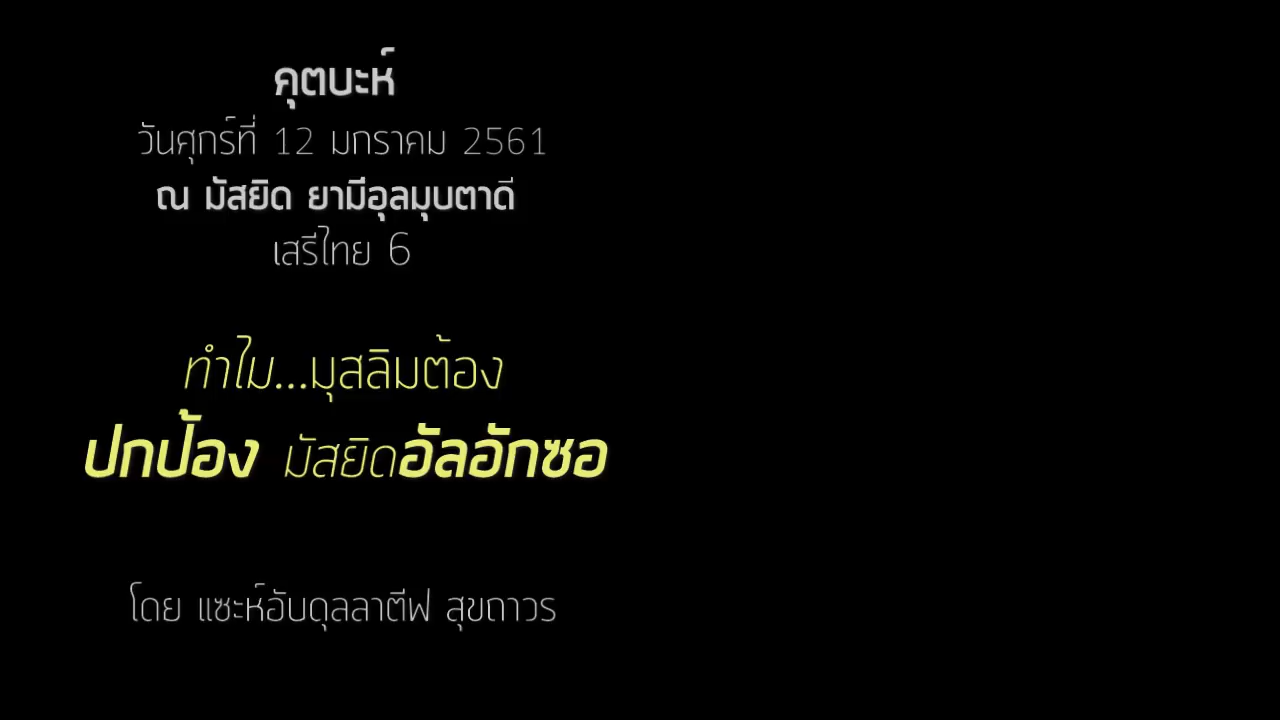 คุตบะห์
วันศุกร์ที่ 12 มกราคม 2561
ณ มัสยิด ยามีอุลมุบตาดี
เสรีไทย 6
ทำไม...มุสลิมต้อง
ปกป้อง มัสยิดอัลอักซอ
โดย แซะห์อับดุลลาตีฟ สุขถาวร